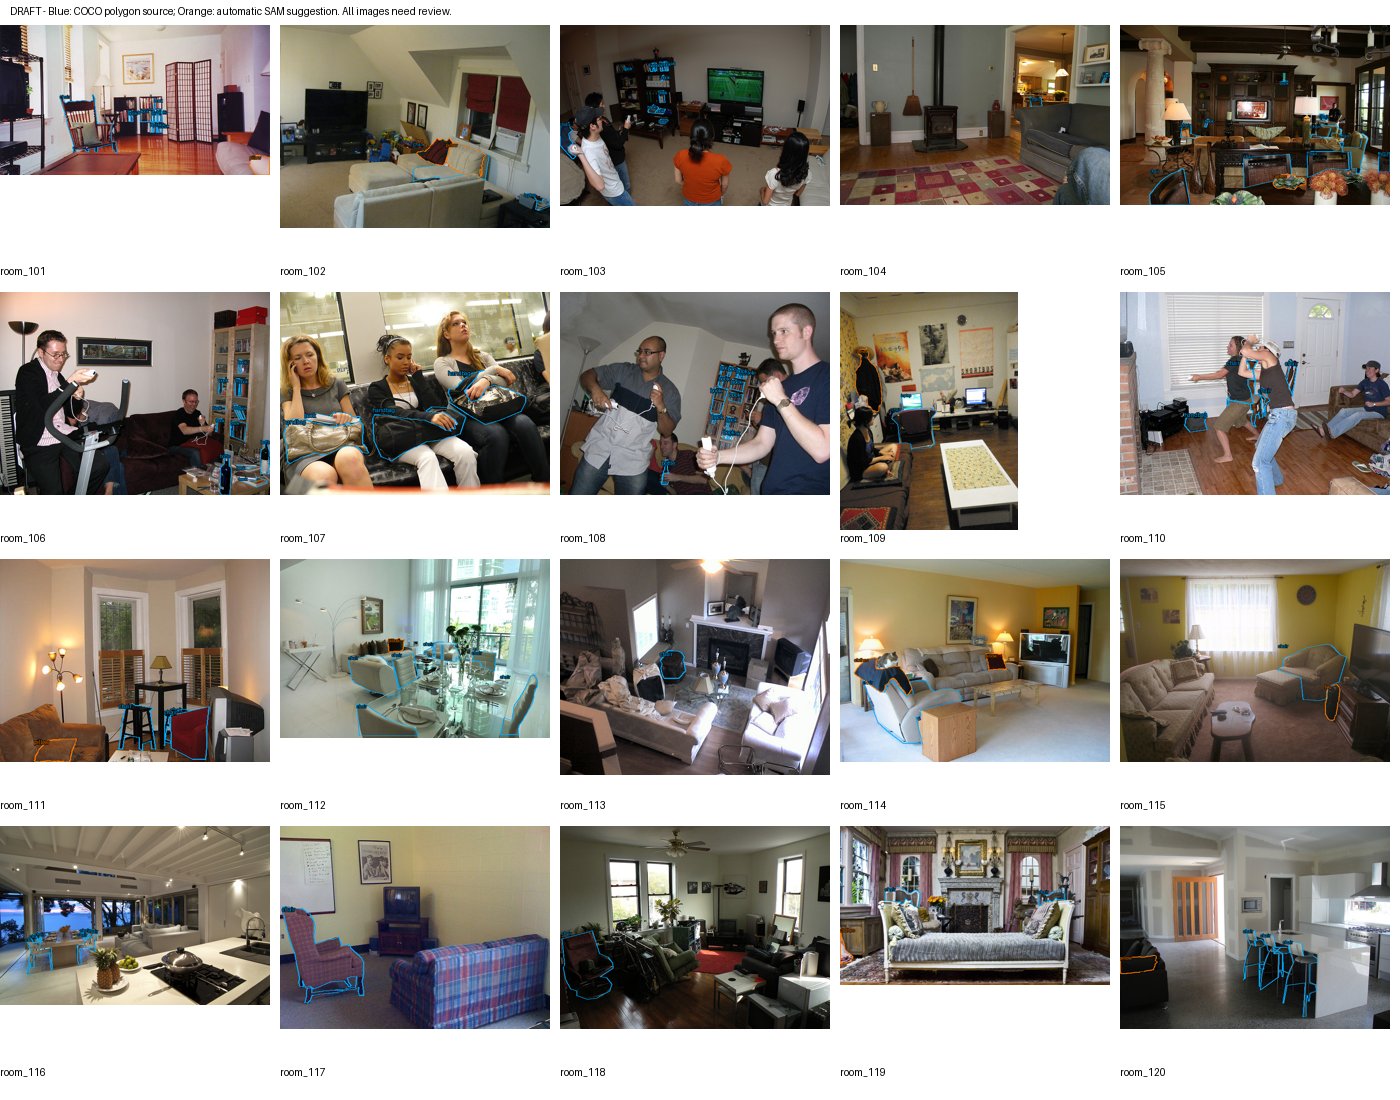 DRAFT - Blue: COCO polygon source; Orange: automatic SAM suggestion. All images need review.
room_101
room_102
room_103
room_104
room_105
room_106
room_107
room_108
room_109
room_110
room_111
room_112
room_113
room_114
room_115
room_116
room_117
room_118
room_119
room_120